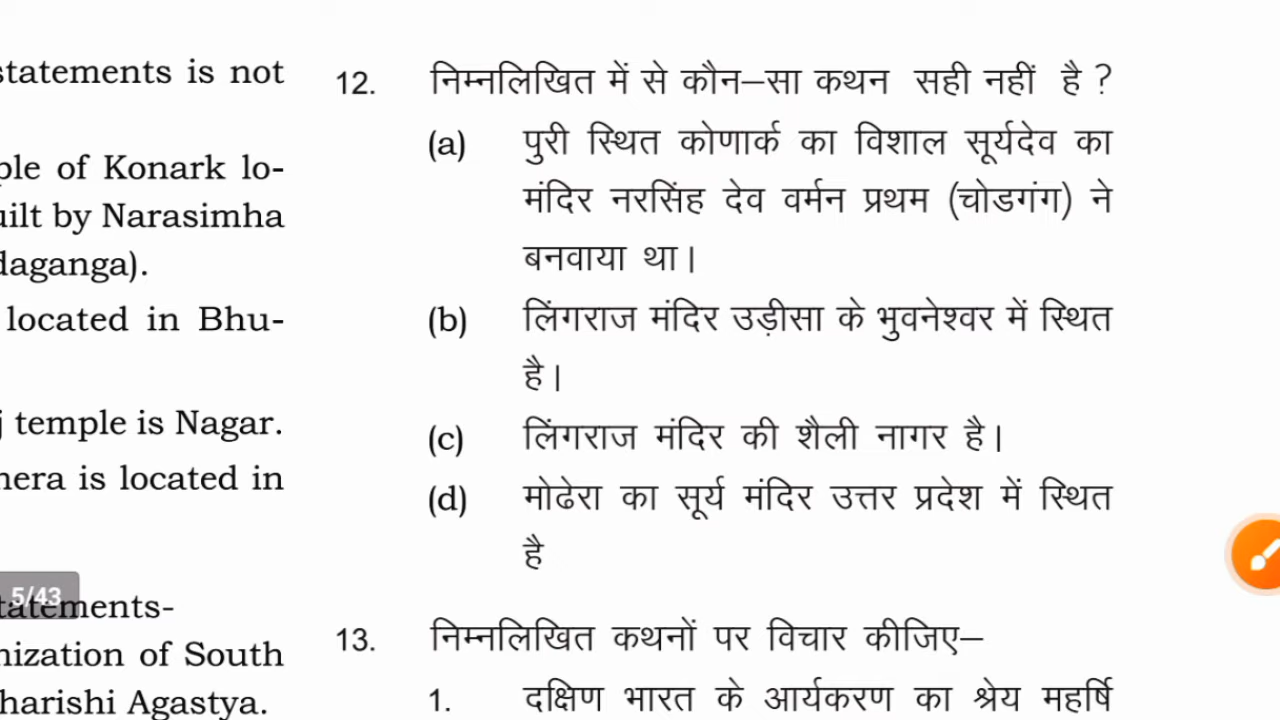 statements is not
ple of Konark lo-
uilt by Narasimha
daganga).
located in Bhu-
j temple is Nagar.
nera is located in
5/43
tatements-
nization of South
harishi Agastya.
12. निम्नलिखित में से कौन–सा कथन सही नहीं है ?
(a) पुरी स्थित कोणार्क का विशाल सूर्यदेव का
मंदिर नरसिंह देव वर्मन प्रथम (चोडगंग) ने
बनवाया था।
(b) लिंगराज मंदिर उड़ीसा के भुवनेश्वर में स्थित
है।
(c) लिंगराज मंदिर की शैली नागर है।
(d) मोढेरा का सूर्य मंदिर उत्तर प्रदेश में स्थित
है
13. निम्नलिखित कथनों पर विचार कीजिए–
1. दक्षिण भारत के आर्यकरण का श्रेय महर्षि